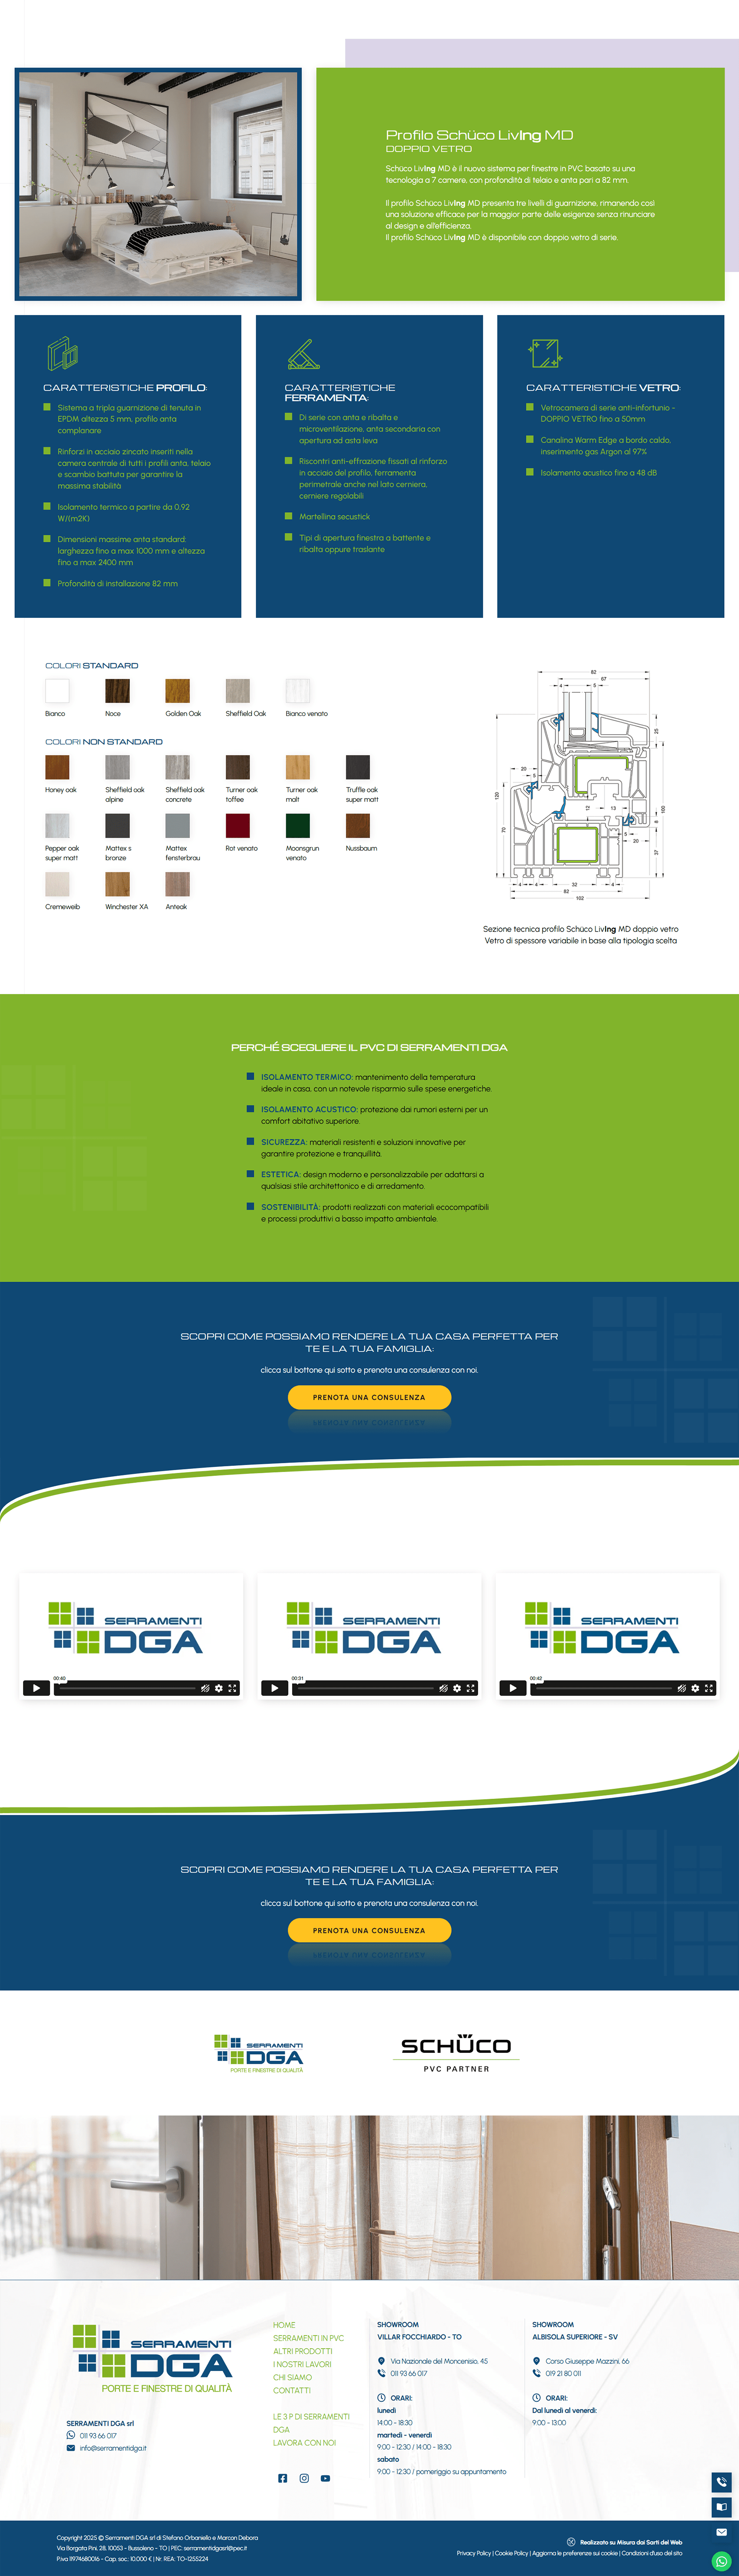 Profilo Schüco LivIng MD
DOPPIO VETRO
Schüco LivIng MD è il nuovo sistema per finestre in PVC basato su una
tecnologia a 7 camere, con profondità di telaio e anta pari a 82 mm.
Il profilo Schüco LivIng MD presenta tre livelli di guarnizione, rimanendo così
una soluzione efficace per la maggior parte delle esigenze senza rinunciare
al design e all'efficienza.
Il profilo Schüco LivIng MD è disponibile con doppio vetro di serie.
CARATTERISTICHE PROFILO:
Sistema a tripla guarnizione di tenuta in
EPDM altezza 5 mm, profilo anta
complanare
Rinforzi in acciaio zincato inseriti nella
camera centrale di tutti i profili anta, telaio
e scambio battuta per garantire la
massima stabilità
Isolamento termico a partire da 0,92
W/(m2K)
Dimensioni massime anta standard:
larghezza fino a max 1000 mm e altezza
fino a max 2400 mm
Profondità di installazione 82 mm
CARATTERISTICHE
FERRAMENTA:
Di serie con anta e ribalta e
microventilazione, anta secondaria con
apertura ad asta leva
Riscontri anti-effrazione fissati al rinforzo
in acciaio del profilo, ferramenta
perimetrale anche nel lato cerniera,
cerniere regolabili
Martellina secustick
Tipi di apertura finestra a battente e
ribalta oppure traslante
CARATTERISTICHE VETRO:
Vetrocamera di serie anti-infortunio -
DOPPIO VETRO fino a 50mm
Canalina Warm Edge a bordo caldo,
inserimento gas Argon al 97%
Isolamento acustico fino a 48 dB
COLORI STANDARD
Bianco
Noce
Golden Oak
Sheffield Oak
Bianco venato
COLORI NON STANDARD
Honey oak
Sheffield oak
alpine
Sheffield oak
concrete
Turner oak
toffee
Turner oak
malt
Truffle oak
super matt
Pepper oak
super matt
Mattex s
bronze
Mattex
fensterbrau
Rot venato
Moonsgrun
venato
Nussbaum
Cremeweib
Winchester XA
Anteak
82
67
4
5
25
20
5
120
70
12
13
100
8
5
20
37
4
4
32
4
82
102
Sezione tecnica profilo Schüco LivIng MD doppio vetro
Vetro di spessore variabile in base alla tipologia scelta
PERCHÉ SCEGLIERE IL PVC DI SERRAMENTI DGA
ISOLAMENTO TERMICO: mantenimento della temperatura
ideale in casa, con un notevole risparmio sulle spese energetiche.
ISOLAMENTO ACUSTICO: protezione dai rumori esterni per un
comfort abitativo superiore.
SICUREZZA: materiali resistenti e soluzioni innovative per
garantire protezione e tranquillità.
ESTETICA: design moderno e personalizzabile per adattarsi a
qualsiasi stile architettonico e di arredamento.
SOSTENIBILITÀ: prodotti realizzati con materiali ecocompatibili
e processi produttivi a basso impatto ambientale.
SCOPRI COME POSSIAMO RENDERE LA TUA CASA PERFETTA PER
TE E LA TUA FAMIGLIA:
clicca sul bottone qui sotto e prenota una consulenza con noi.
PRENOTA UNA CONSULENZA
SERRAMENTI
DGA
00:40
SERRAMENTI
DGA
00:31
SERRAMENTI
DGA
00:42
SCOPRI COME POSSIAMO RENDERE LA TUA CASA PERFETTA PER
TE E LA TUA FAMIGLIA:
clicca sul bottone qui sotto e prenota una consulenza con noi.
PRENOTA UNA CONSULENZA
SERRAMENTI
DGA
PORTE E FINESTRE DI QUALITÀ
SCHÜCO
PVC PARTNER
SERRAMENTI
DGA
PORTE E FINESTRE DI QUALITÀ
SERRAMENTI DGA srl
011 93 66 017
info@serramentidga.it
HOME
SERRAMENTI IN PVC
ALTRI PRODOTTI
I NOSTRI LAVORI
CHI SIAMO
CONTATTI
LE 3 P DI SERRAMENTI
DGA
LAVORA CON NOI
SHOWROOM
VILLAR FOCCHIARDO - TO
Via Nazionale del Moncenisio, 45
011 93 66 017
ORARI:
lunedì
14:00 - 18:30
martedì - venerdì
9:00 - 12:30 / 14:00 - 18:30
sabato
9:00 - 12:30 / pomeriggio su appuntamento
SHOWROOM
ALBISOLA SUPERIORE - SV
Corso Giuseppe Mazzini, 66
019 21 80 011
ORARI:
Dal lunedì al venerdì:
9:00 - 13:00
Copyright 2025 © Serramenti DGA srl di Stefano Orbaniello e Marcon Debora
Via Borgata Pini, 28, 10053 - Bussoleno - TO | PEC: serramentidgasrl@pec.it
P.iva 11974680016 - Cap. soc.: 10.000 € | Nr. REA: TO-1255224
Realizzato su Misura dai Sarti del Web
Privacy Policy | Cookie Policy | Aggiorna le preferenze sui cookie | Condizioni d'uso del sito